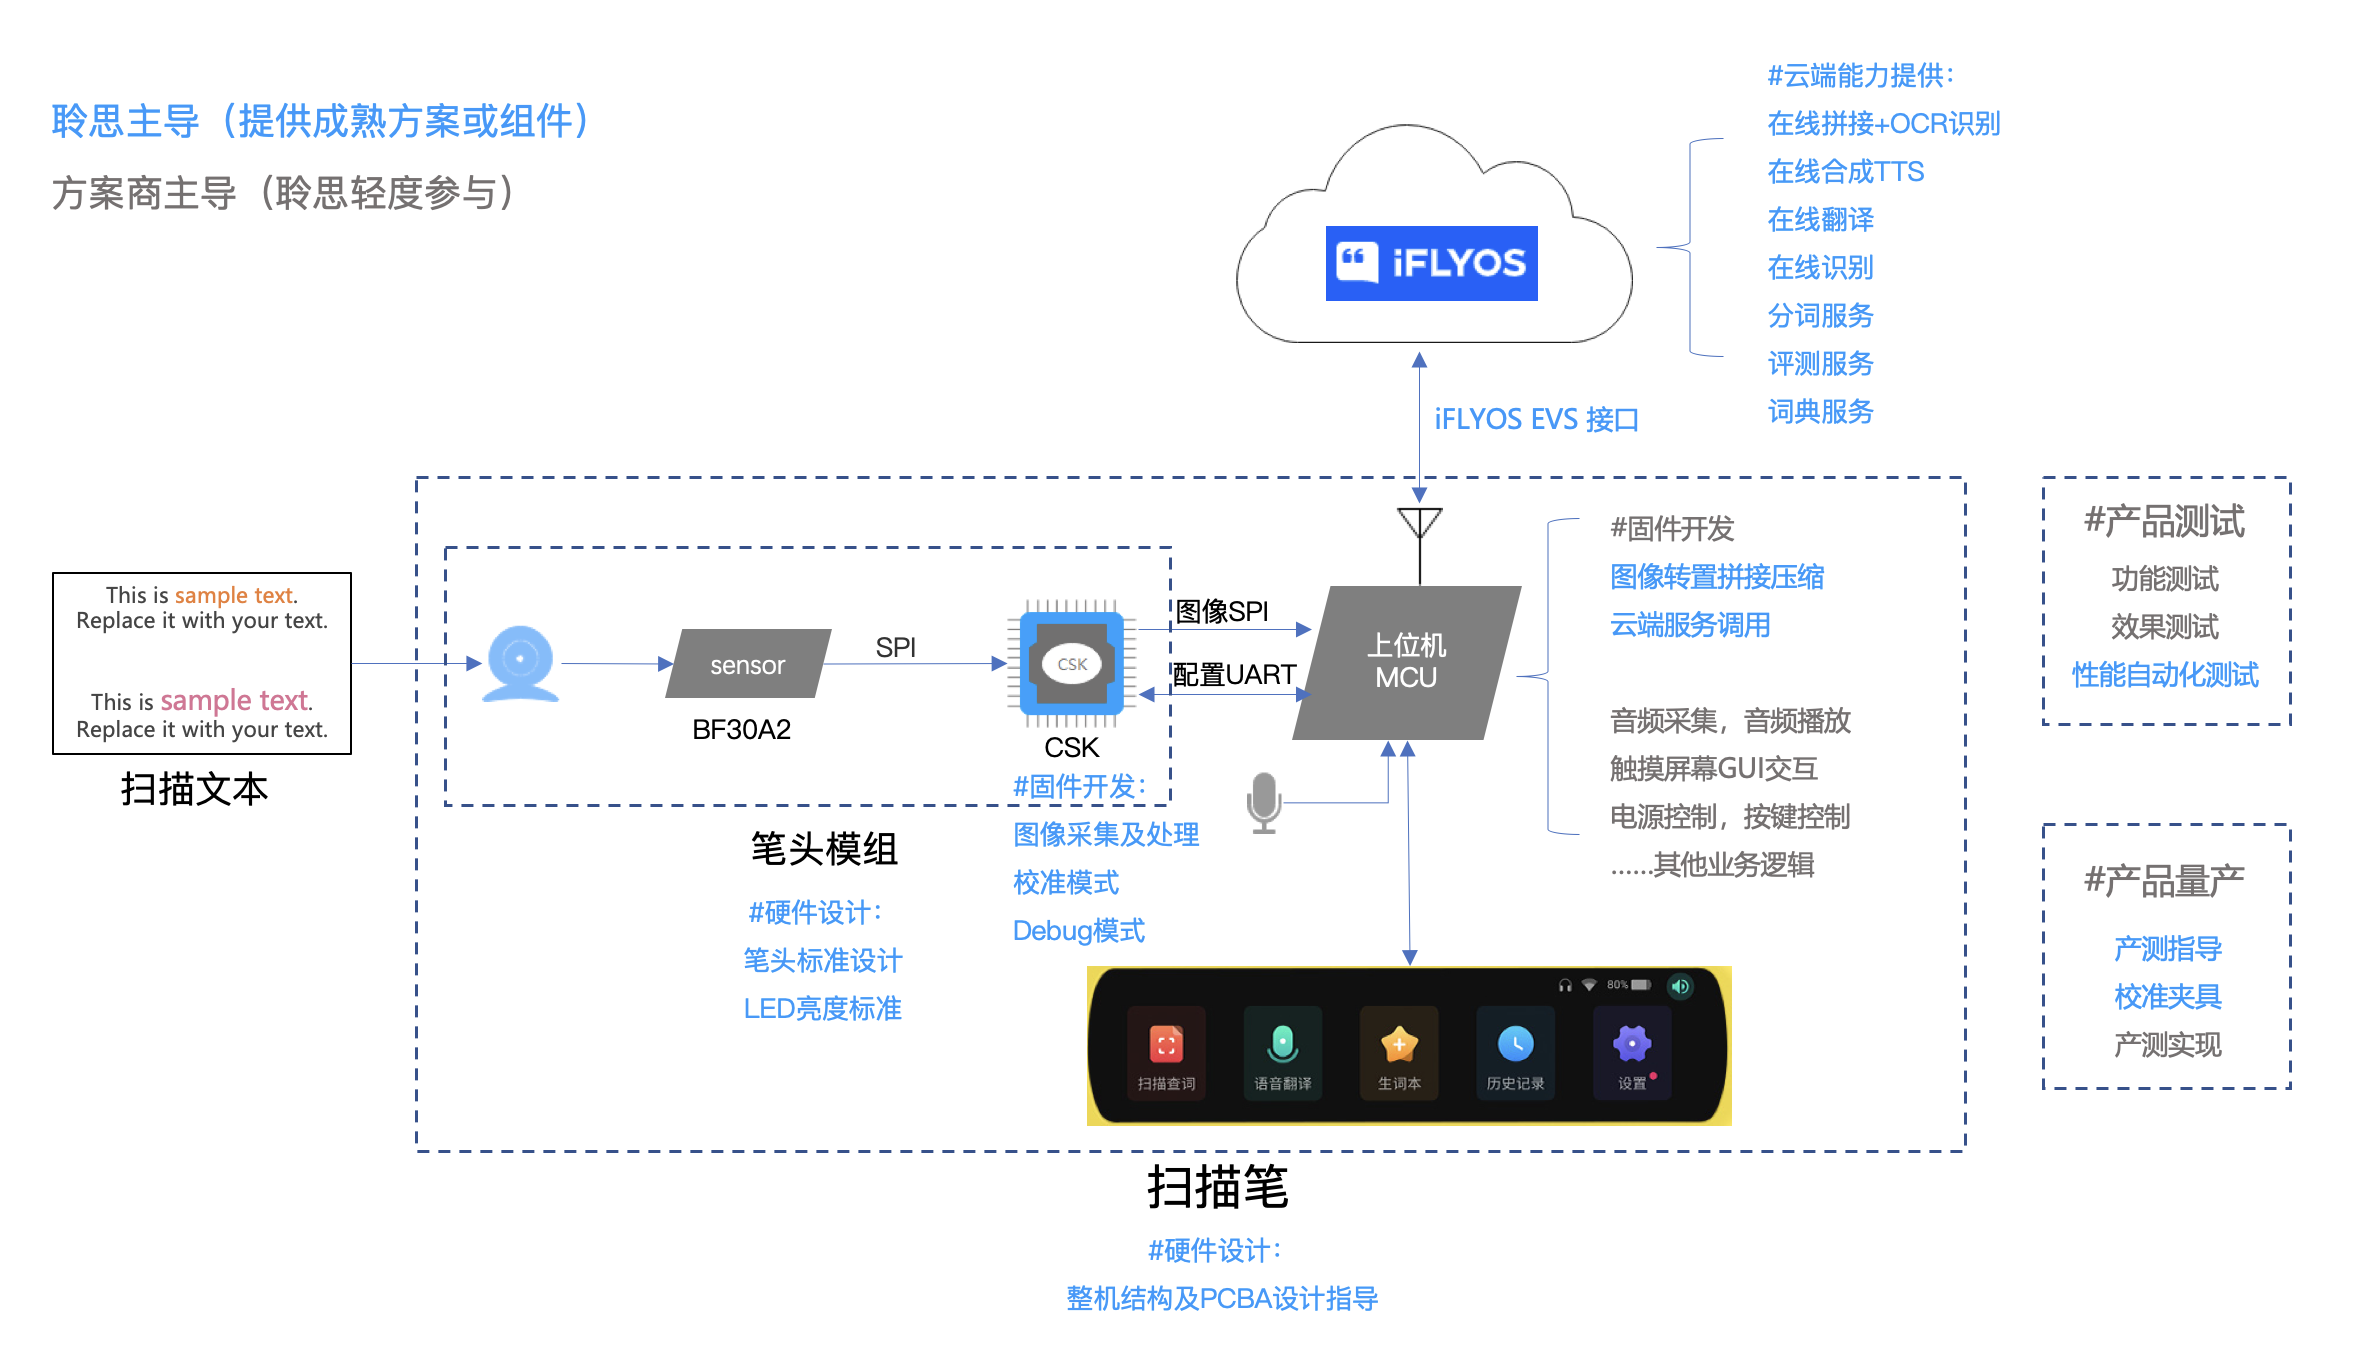 聆思主导（提供成熟方案或组件）
方案商主导（聆思轻度参与）
#云端能力提供：
在线拼接+OCR识别
在线合成TTS
在线翻译
在线识别
分词服务
评测服务
词典服务
iFLYOS
iFLYOS EVS 接口
This is sample text.
Replace it with your text.
This is sample text.
Replace it with your text.
扫描文本
sensor
BF30A2
SPI
CSK
CSK
图像SPI
配置UART
上位机
MCU
#固件开发
图像转置拼接压缩
云端服务调用
音频采集，音频播放
触摸屏幕GUI交互
电源控制，按键控制
......其他业务逻辑
笔头模组
#硬件设计：
笔头标准设计
LED亮度标准
#固件开发：
图像采集及处理
校准模式
Debug模式
80%
扫描查词
语音翻译
生词本
历史记录
设置
扫描笔
#硬件设计：
整机结构及PCBA设计指导
#产品测试
功能测试
效果测试
性能自动化测试
#产品量产
产测指导
校准夹具
产测实现